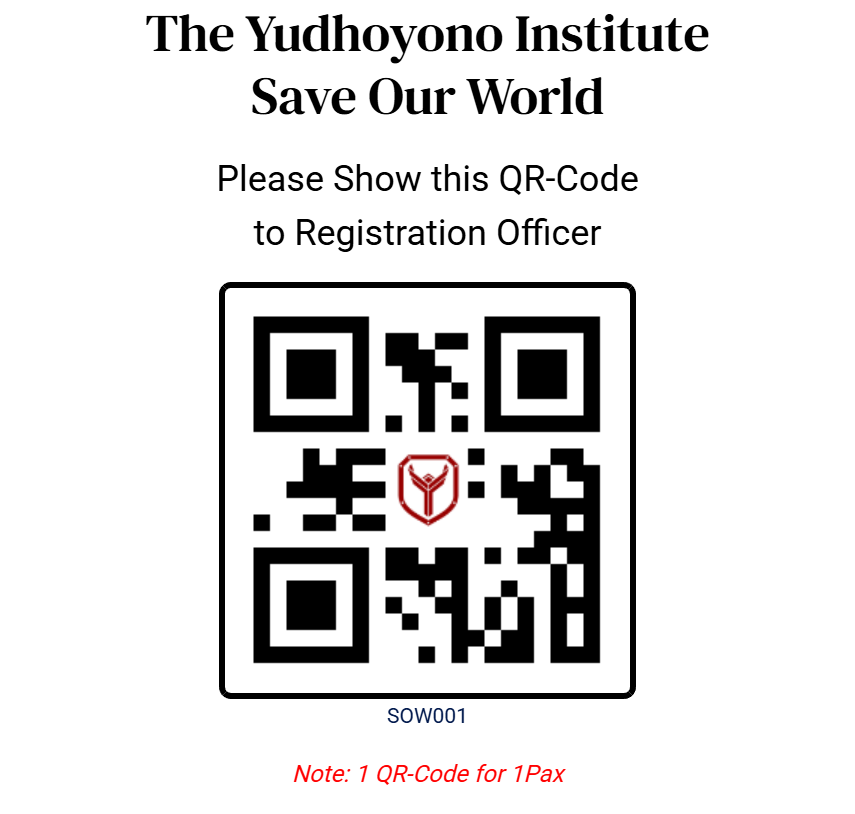 The Yudhoyono Institute
Save Our World
Please Show this QR-Code
to Registration Officer
SOW001
Note: 1 QR-Code for 1Pax